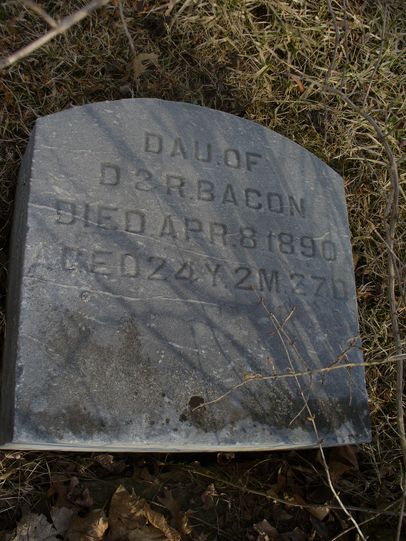 DAU. OF
D & R. BACON
DIED APR. 8 1890
AGED 24 Y. 2 M. 27 D